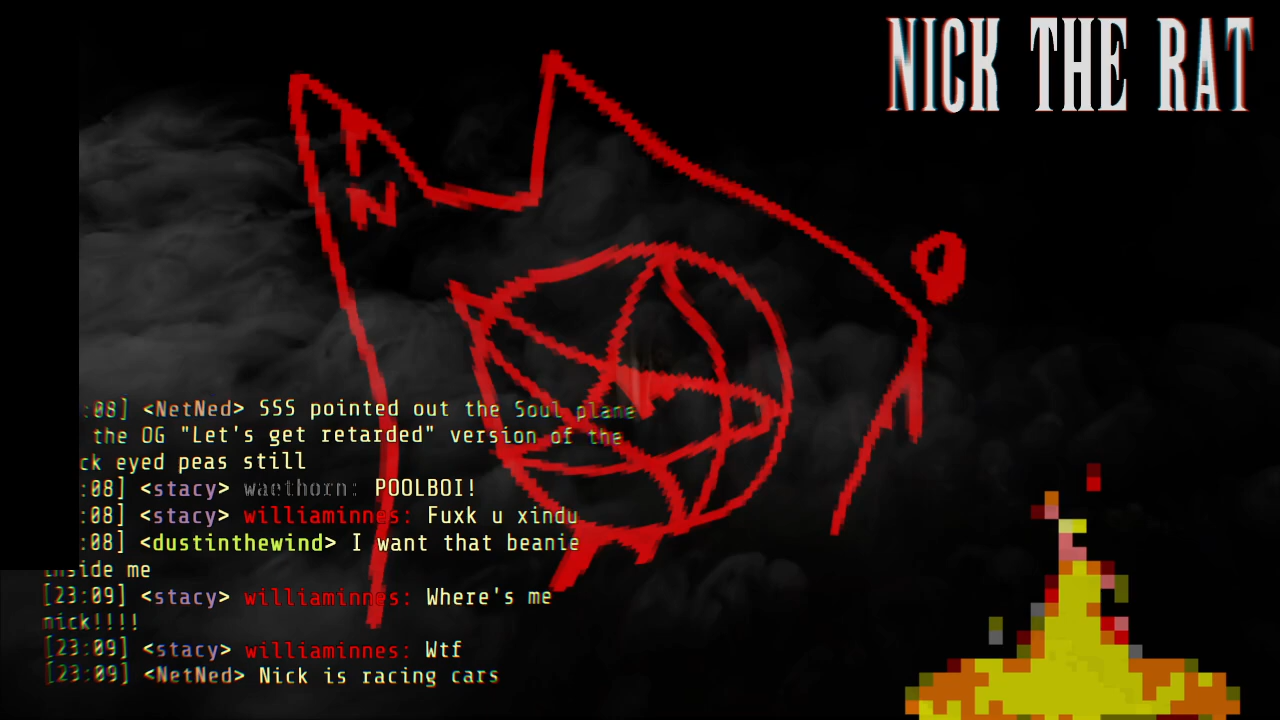 NICK THE RAT
N
:08] <NetNed> SSS pointed out the Soul plane
the OG "Let's get retarded" version of the
ck eyed peas still
:08] <stacy> waethorn: POOLBOI!
:08] <stacy> williaminnes: Fuxk u xindu
:08] <dustinthewind> I want that beanie
inside me
[23:09] <stacy> williaminnes: Where's me
nick!!!!
[23:09] <stacy> williaminnes: Wtf
[23:09] <NetNed> Nick is racing cars